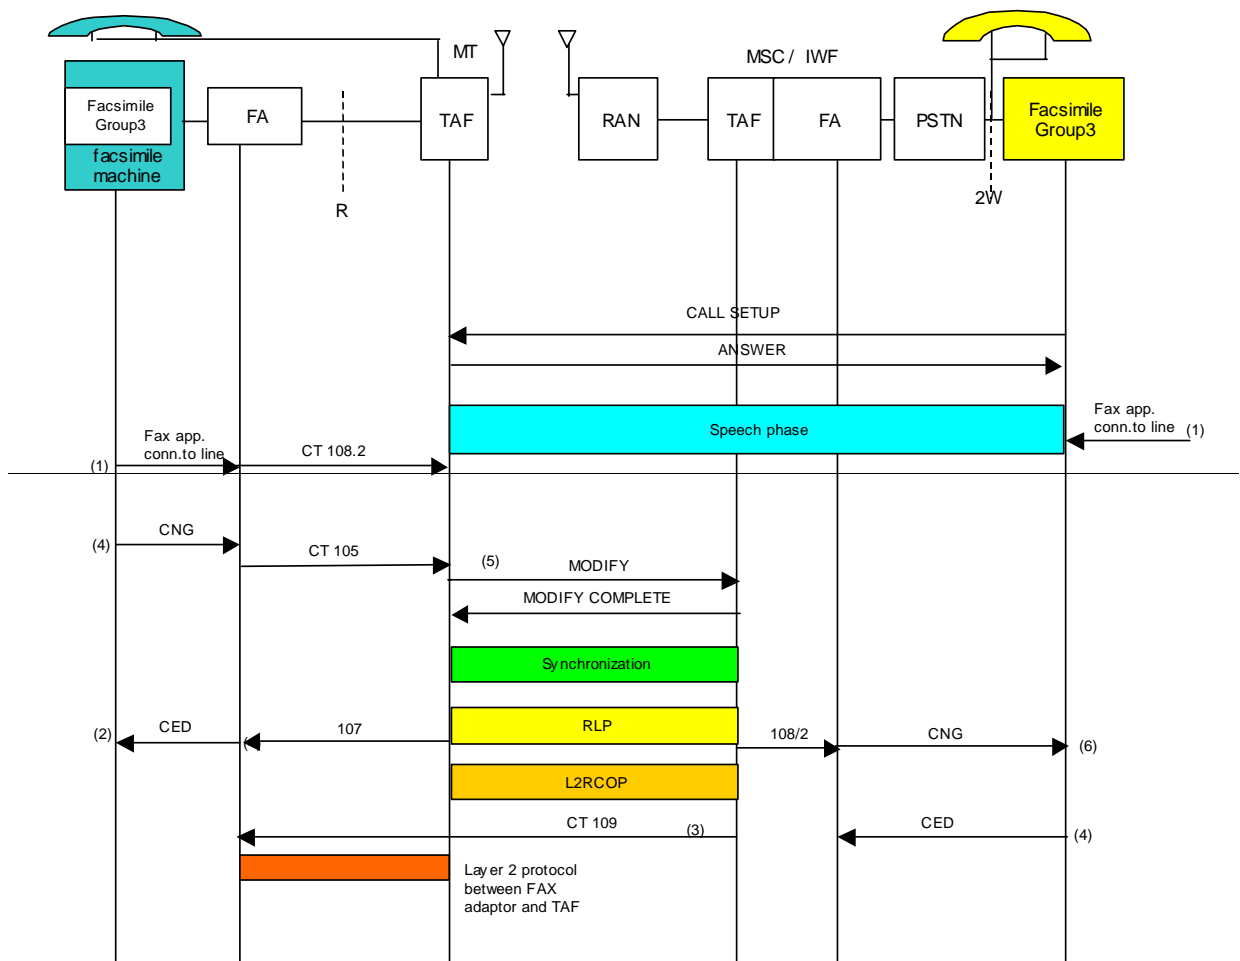 MT
MSC / IWF
Facsimile
Group3
facsimile
machine
FA
TAF
RAN
TAF
FA
PSTN
Facsimile
Group3
R
2W
CALL SETUP
ANSWER
Speech phase
Fax app.
conn.to line
(1)
Fax app.
conn.to line
(1)
CT 108.2
CNG
(4)
CT 105
(5)
MODIFY
MODIFY COMPLETE
Synchronization
RLP
(2)
CED
107
108/2
CNG
(6)
L2RCOP
CT 109
(3)
CED
(4)
Layer 2 protocol
between FAX
adaptor and TAF